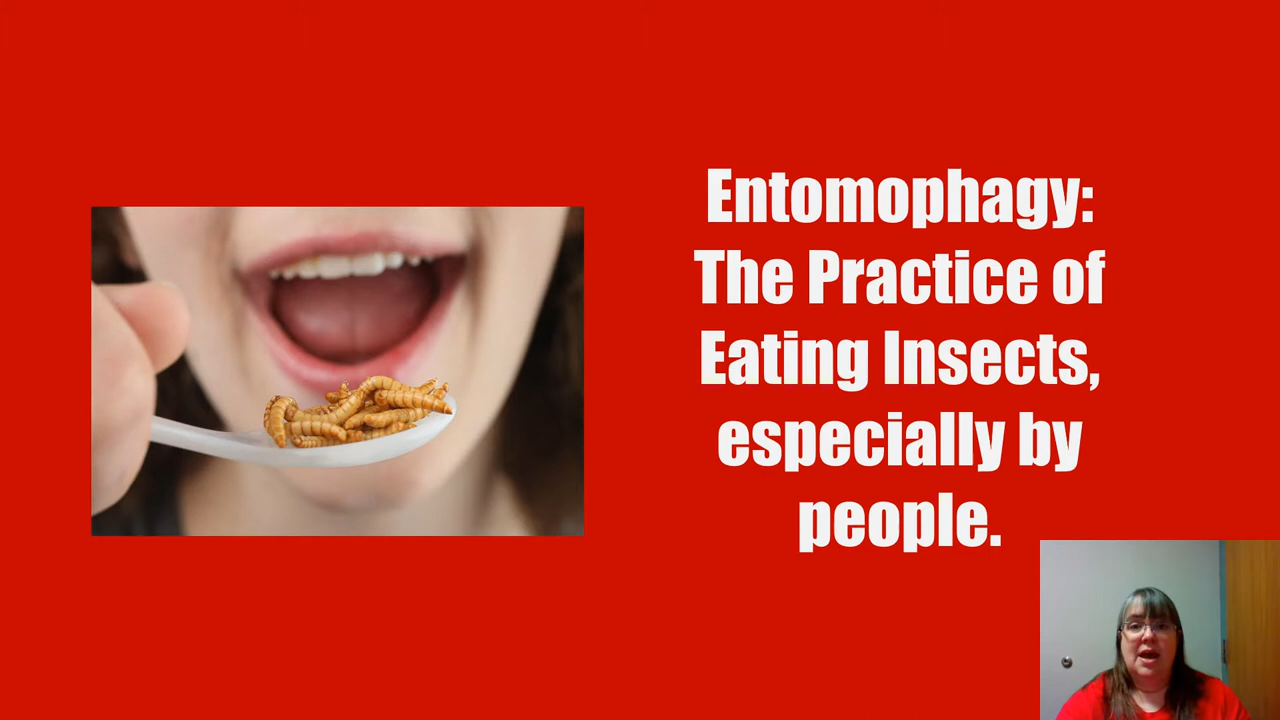 Entomophagy:
The Practice of
Eating Insects,
especially by
people.